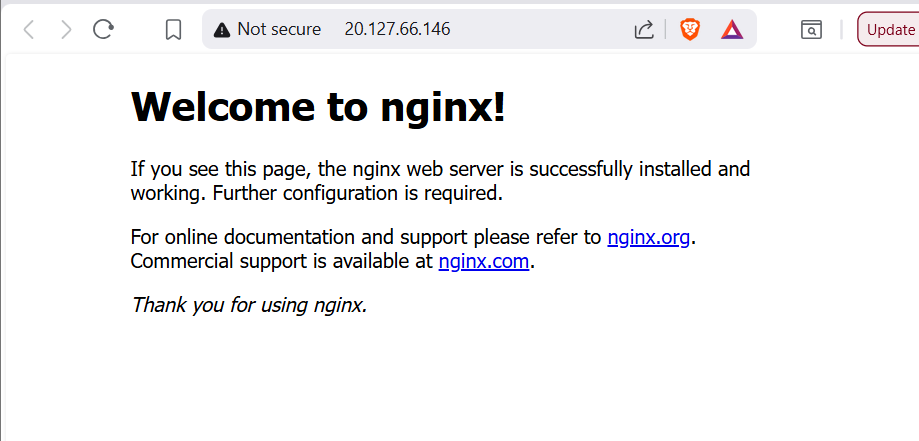 Not secure 20.127.66.146
Update
Welcome to nginx!
If you see this page, the nginx web server is successfully installed and
working. Further configuration is required.
For online documentation and support please refer to nginx.org.
Commercial support is available at nginx.com.
Thank you for using nginx.